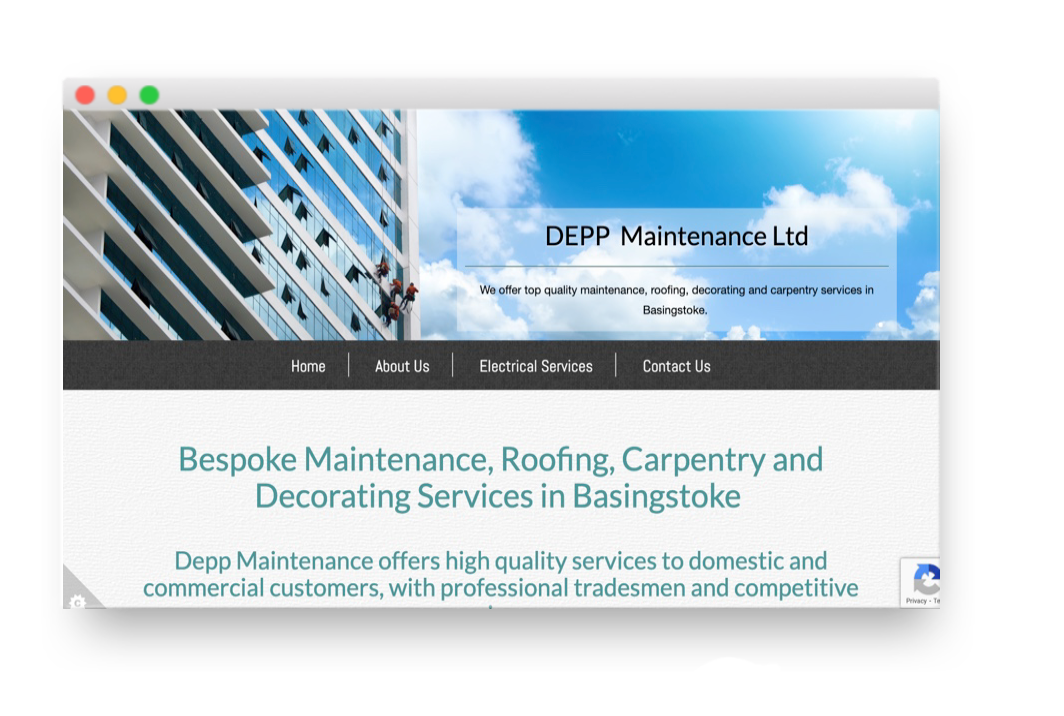 DEPP Maintenance Ltd
We offer top quality maintenance, roofing, decorating and carpentry services in
Basingstoke.
Home
About Us
Electrical Services
Contact Us
Bespoke Maintenance, Roofing, Carpentry and
Decorating Services in Basingstoke
Depp Maintenance offers high quality services to domestic and
commercial customers, with professional tradesmen and competitive
Privacy -